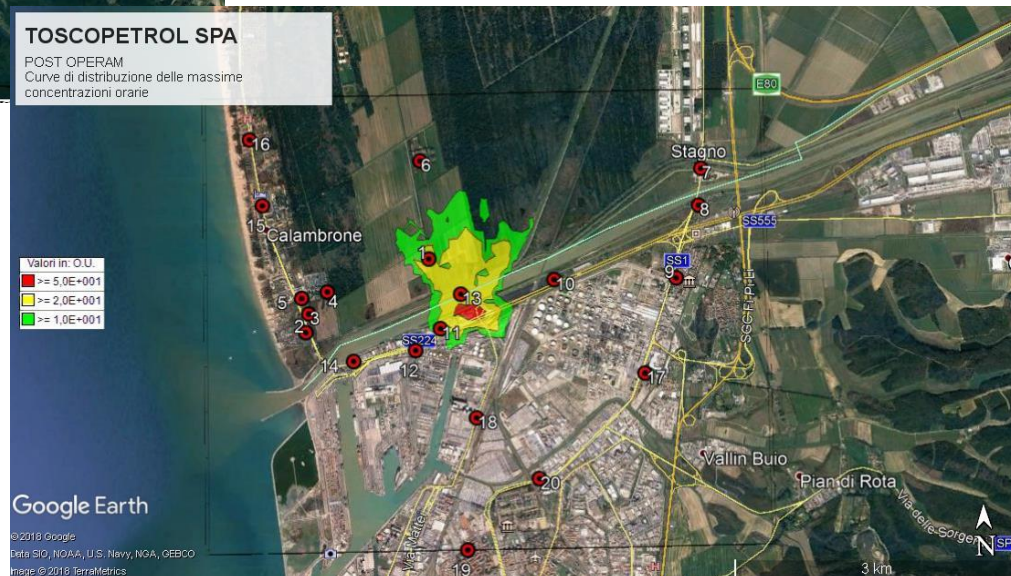 TOSCOPETROL SPA
POST OPERAM
Curve di distribuzione delle massime
concentrazioni orarie
E80
16
6
Stagno
7
8
15
Calambrone
SS555
Valori in: O.U.
>= 5,0E+001
>= 2,0E+001
>= 1,0E+001
1
SS1
9
10
5
4
13
3
2
11
SS224
12
14
17
18
Vallin Buio
20
Pian di Rota
Google Earth
©2018 Google
Data SIO, NOAA, U.S. Navy, NGA, GEBCO
Image © 2018 TerraMetrics
19
N
SP
3 km